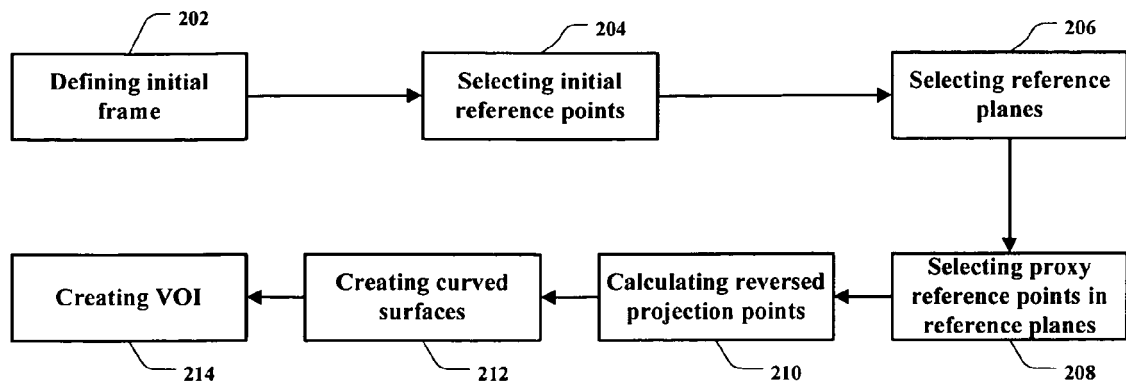 202
Defining initial
frame
204
Selecting initial
reference points
206
Selecting reference
planes
Selecting proxy
reference points in
reference planes
208
Calculating reversed
projection points
210
Creating curved
surfaces
212
Creating VOI
214